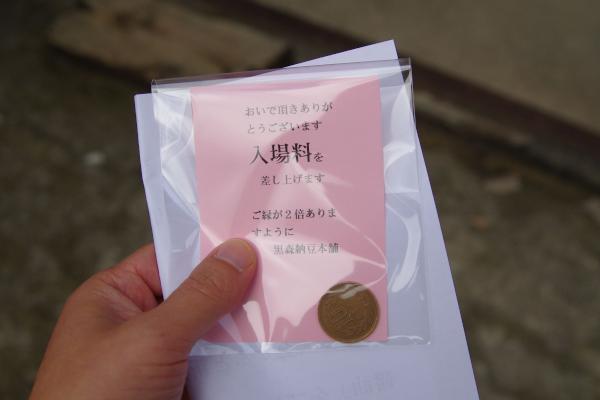 おいで頂きありが
とうございます
入場料を
差し上げます
ご縁が２倍ありま
すように
黒森納豆本舗